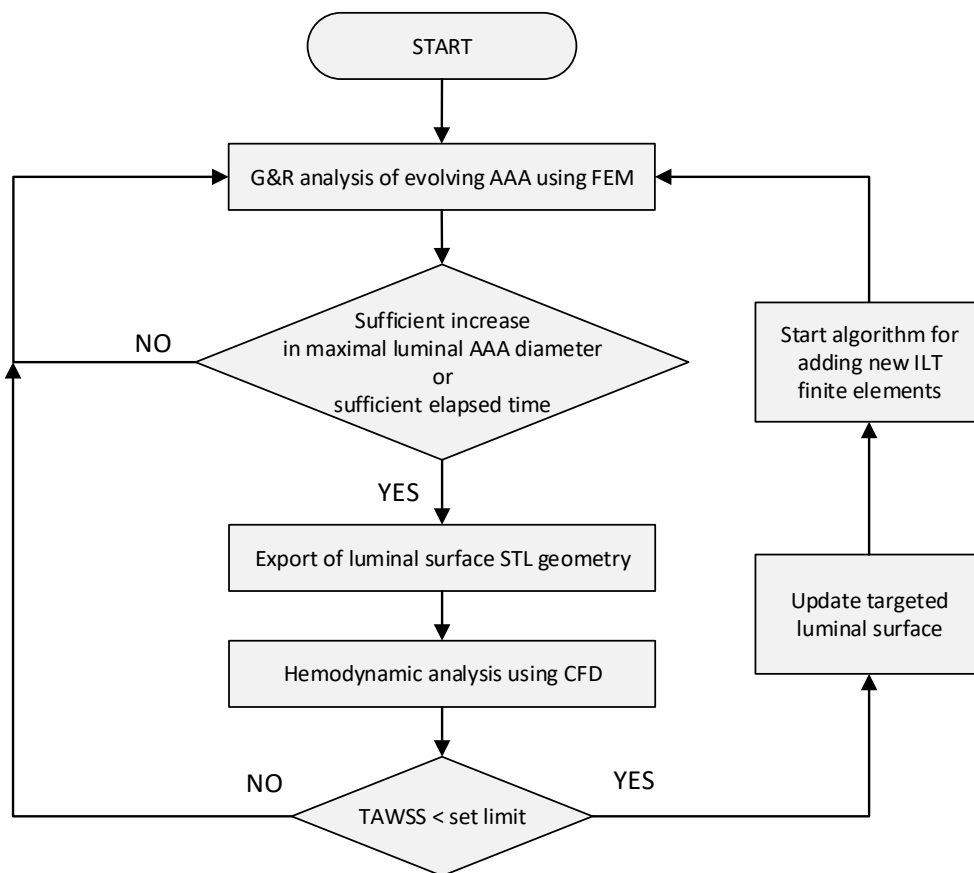 START
G&R analysis of evolving AAA using FEM
Sufficient increase
in maximal luminal AAA diameter
or
sufficient elapsed time
NO
YES
Start algorithm for
adding new ILT
finite elements
Export of luminal surface STL geometry
Update targeted
luminal surface
Hemodynamic analysis using CFD
NO
YES
TAWSS < set limit